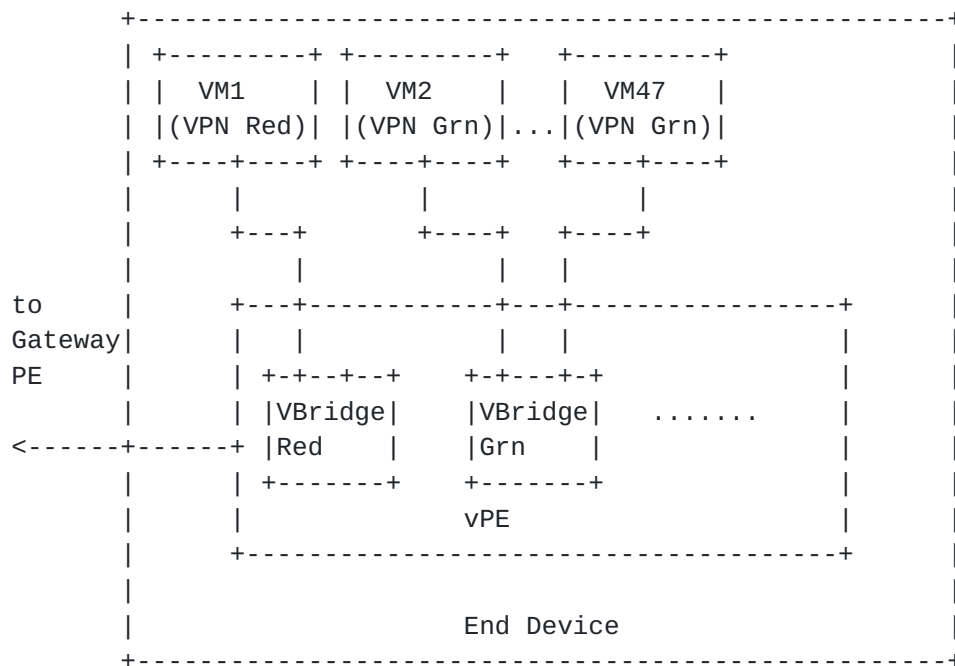 VM1 VM2 VM47
(VPN Red) (VPN Grn)...(VPN Grn)
to
Gateway
PE
VBridge VBridge .......
Red Grn
vPE
End Device